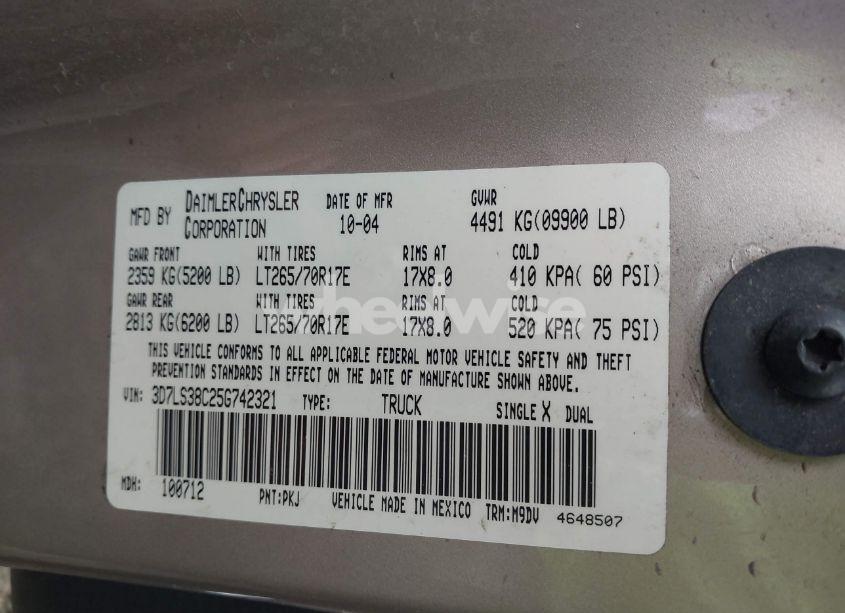 MFD BY DAIMLERCHRYSLER CORPORATION DATE OF MFR 10-04 GVWR 4491 KG(09900 LB)
GAWR FRONT WITH TIRES RIMS AT COLD
2359 KG(5200 LB) LT265/70R17E 17X8.0 410 KPA( 60 PSI)
GAWR REAR WITH TIRES RIMS AT COLD
2813 KG(6200 LB) LT265/70R17E 17X8.0 520 KPA( 75 PSI)
THIS VEHICLE CONFORMS TO ALL APPLICABLE FEDERAL MOTOR VEHICLE SAFETY AND THEFT
PREVENTION STANDARDS IN EFFECT ON THE DATE OF MANUFACTURE SHOWN ABOVE.
VIN: 3D7LS38C25G742321 TYPE: TRUCK SINGLE X DUAL
MDH: 100712 PNT:PKJ VEHICLE MADE IN MEXICO TRM:M9DV 4648507